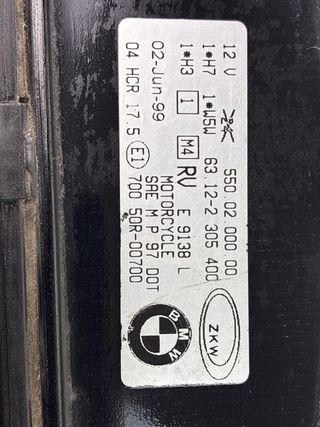 12 V 550.02 000 00
1*H7 1*W5W 63.12-2 305 400
1*H3 1 M4 RV E 9138 L
MOTORCYCLE
02-Jun-99 SAE M P 97 DOT
04 HCR 17.5 E1 700 50R-00700
ZKW
BMW